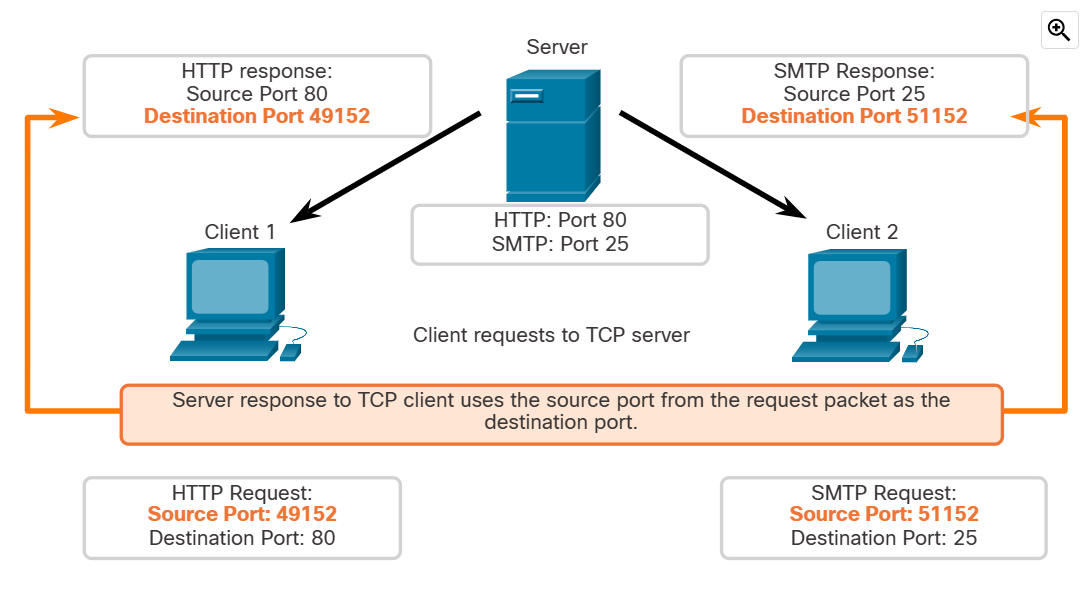 Server
HTTP response:
Source Port 80
Destination Port 49152
SMTP Response:
Source Port 25
Destination Port 51152
HTTP: Port 80
SMTP: Port 25
Client 1
Client 2
Client requests to TCP server
Server response to TCP client uses the source port from the request packet as the
destination port.
HTTP Request:
Source Port: 49152
Destination Port: 80
SMTP Request:
Source Port: 51152
Destination Port: 25